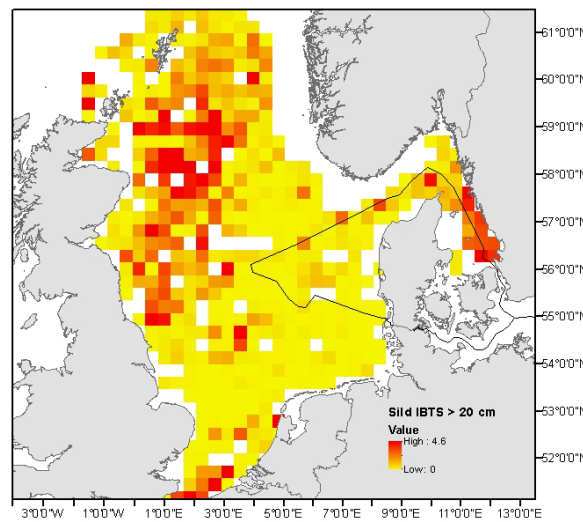 61°0'0"N
60°0'0"N
59°0'0"N
58°0'0"N
57°0'0"N
56°0'0"N
55°0'0"N
54°0'0"N
53°0'0"N
52°0'0"N
Sild IBTS > 20 cm
Value
High : 4.6
Low: 0
3°0'0"W 1°0'0"W 1°0'0"E 3°0'0"E 5°0'0"E 7°0'0"E 9°0'0"E 11°0'0"E 13°0'0"E